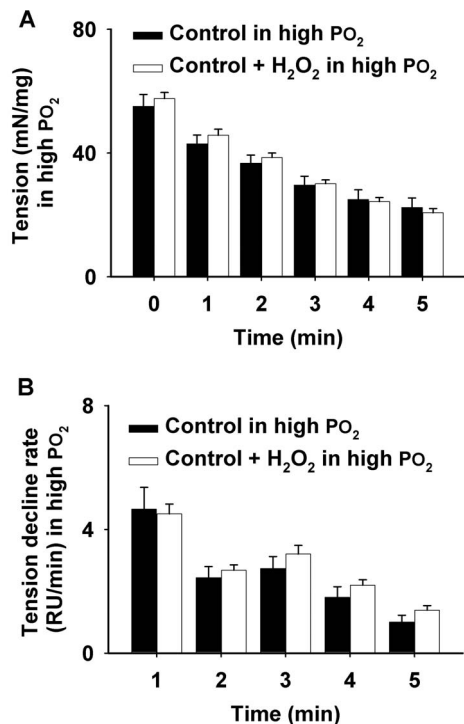 A
80
Control in high PO₂
Control + H₂O₂ in high PO₂
Tension (mN/mg)
in high PO₂
40
0
0 1 2 3 4 5
Time (min)
B
8
Control in high PO₂
Control + H₂O₂ in high PO₂
Tension decline rate
(RU/min) in high PO₂
4
0
1 2 3 4 5
Time (min)